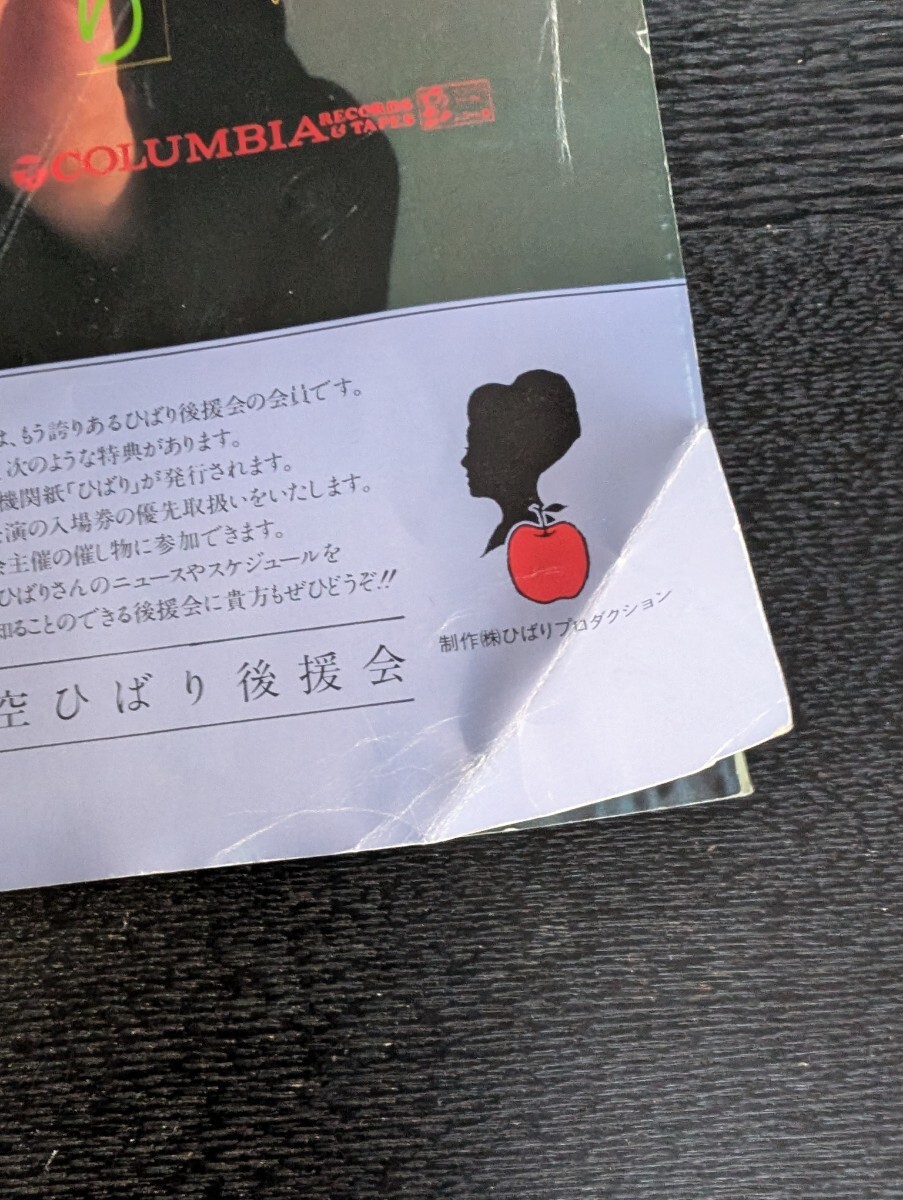 り
COLUMBIA RECORDS & TAPES
は、もう誇りあるひばり後援会の会員です。
次のような特典があります。
機関紙「ひばり」が発行されます。
公演の入場券の優先取扱いをいたします。
会主催の催し物に参加できます。
ひばりさんのニュースやスケジュールを
知ることのできる後援会に貴方もぜひどうぞ!!
空ひばり後援会
制作㈱ひばりプロダクション